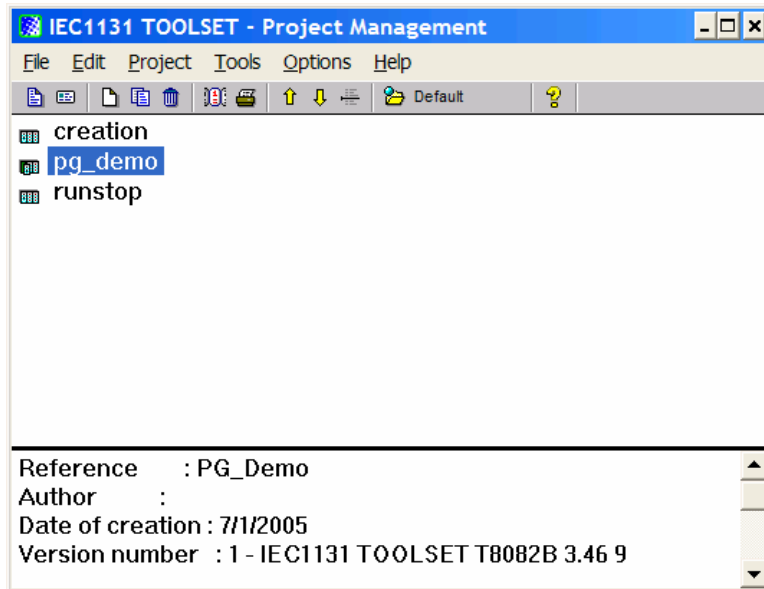 IEC1131 TOOLSET - Project Management
File Edit Project Tools Options Help
Default
creation
pg_demo
runstop
Reference : PG_Demo
Author :
Date of creation : 7/1/2005
Version number : 1 - IEC1131 TOOLSET T8082B 3.46 9